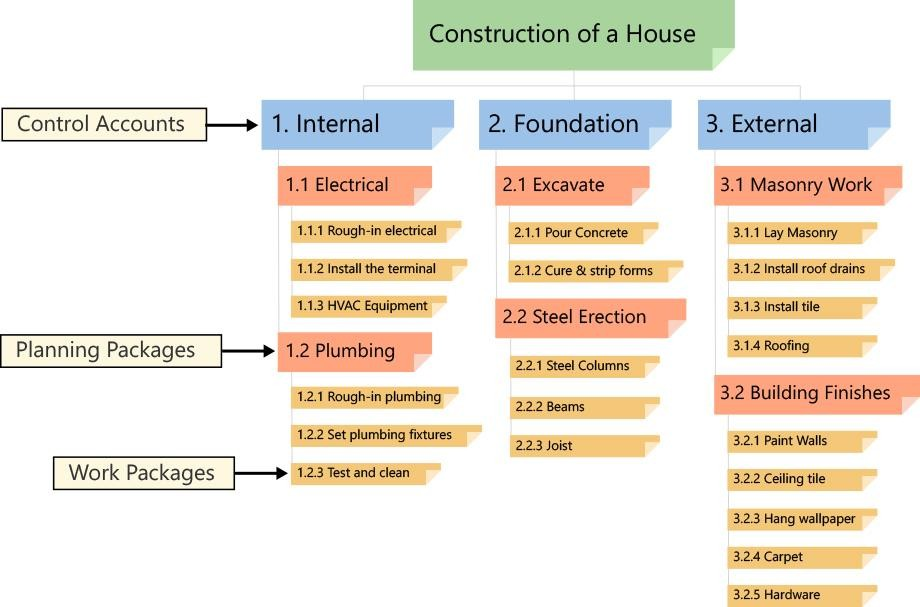 Construction of a House
Control Accounts
1. Internal
1.1 Electrical
1.1.1 Rough-in electrical
1.1.2 Install the terminal
1.1.3 HVAC Equipment
Planning Packages
1.2 Plumbing
1.2.1 Rough-in plumbing
1.2.2 Set plumbing fixtures
Work Packages
1.2.3 Test and clean
2. Foundation
2.1 Excavate
2.1.1 Pour Concrete
2.1.2 Cure & strip forms
2.2 Steel Erection
2.2.1 Steel Columns
2.2.2 Beams
2.2.3 Joist
3. External
3.1 Masonry Work
3.1.1 Lay Masonry
3.1.2 Install roof drains
3.1.3 Install tile
3.1.4 Roofing
3.2 Building Finishes
3.2.1 Paint Walls
3.2.2 Ceiling tile
3.2.3 Hang wallpaper
3.2.4 Carpet
3.2.5 Hardware